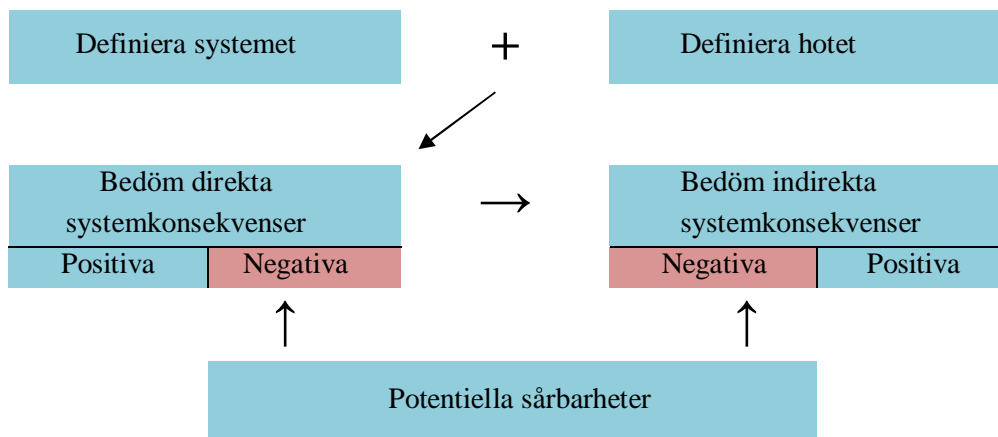 Definiera systemet
+
Definiera hotet
Bedöm direkta
systemkonsekvenser
Positiva
Negativa
→
Bedöm indirekta
systemkonsekvenser
Negativa
Positiva
↑
↑
Potentiella sårbarheter